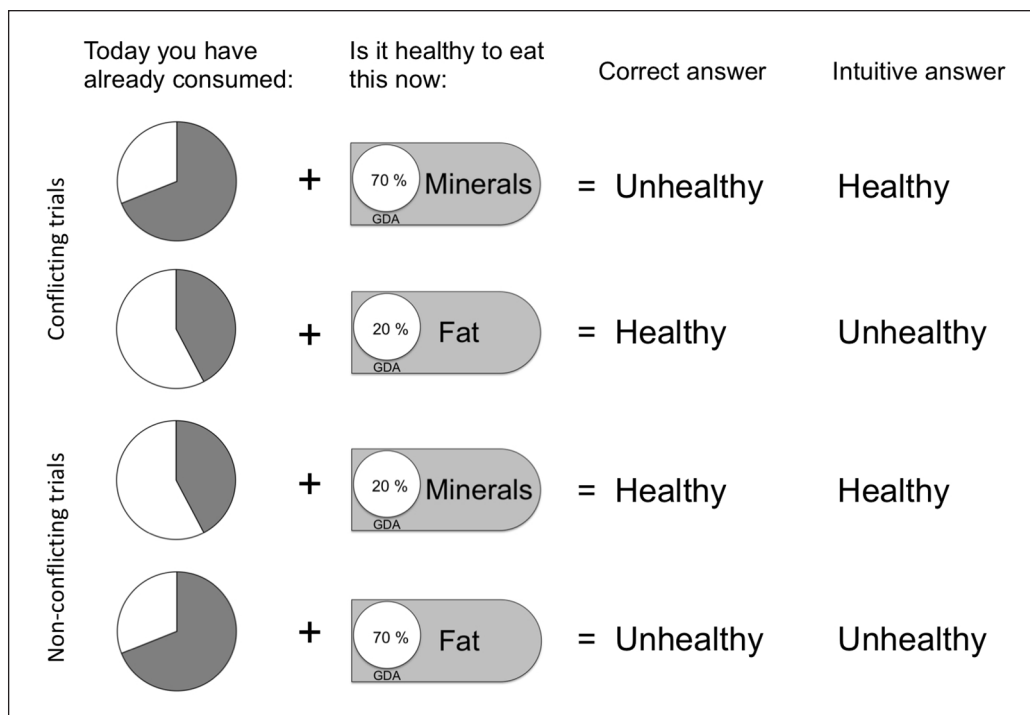 Today you have
already consumed:
Is it healthy to eat
this now:
Correct answer
Intuitive answer
Conflicting trials
+
70 %
GDA
Minerals
= Unhealthy
Healthy
+
20 %
GDA
Fat
= Healthy
Unhealthy
Non-conflicting trials
+
20 %
GDA
Minerals
= Healthy
Healthy
+
70 %
GDA
Fat
= Unhealthy
Unhealthy